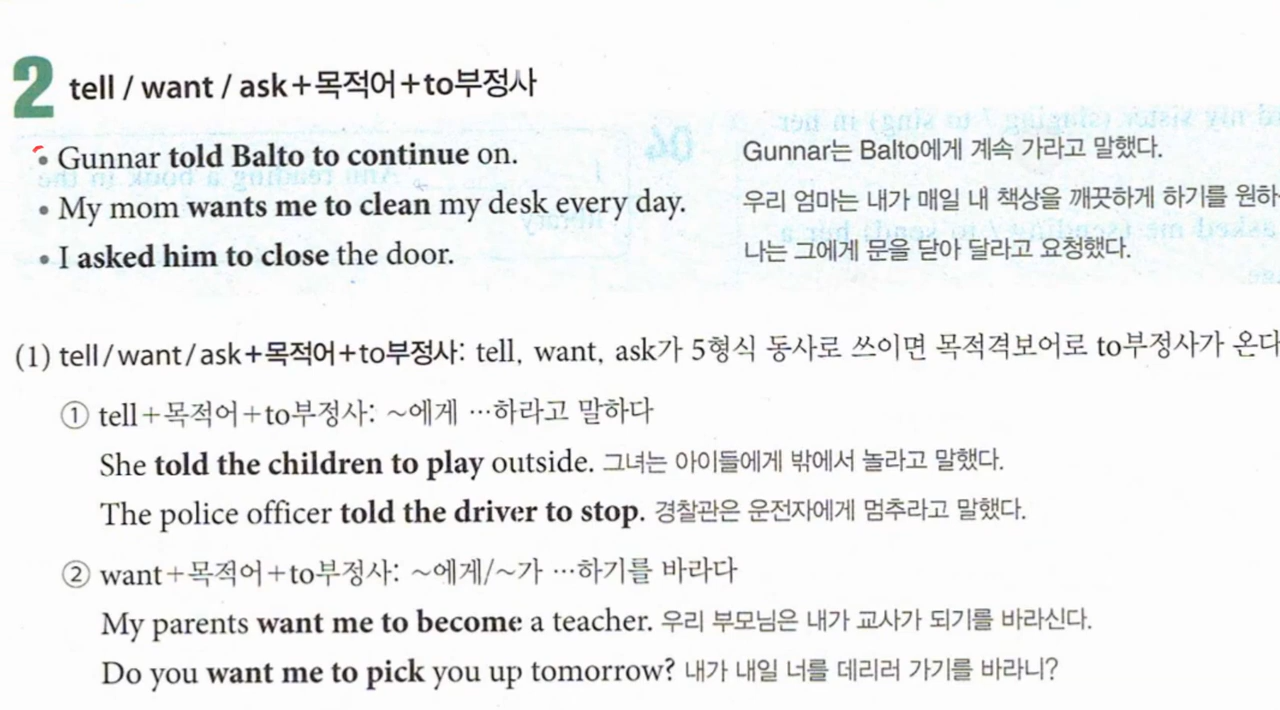 2 tell / want / ask+목적어+to부정사
• Gunnar told Balto to continue on. Gunnar는 Balto에게 계속 가라고 말했다.
• My mom wants me to clean my desk every day. 우리 엄마는 내가 매일 내 책상을 깨끗하게 하기를 원하
• I asked him to close the door. 나는 그에게 문을 닫아 달라고 요청했다.
(1) tell/want/ask+목적어+to부정사: tell, want, ask가 5형식 동사로 쓰이면 목적격보어로 to부정사가 온다
① tell+목적어+to부정사: ~에게 …하라고 말하다
She told the children to play outside. 그녀는 아이들에게 밖에서 놀라고 말했다.
The police officer told the driver to stop. 경찰관은 운전자에게 멈추라고 말했다.
② want+목적어+to부정사: ~에게/~가 …하기를 바라다
My parents want me to become a teacher. 우리 부모님은 내가 교사가 되기를 바라신다.
Do you want me to pick you up tomorrow? 내가 내일 너를 데리러 가기를 바라니?